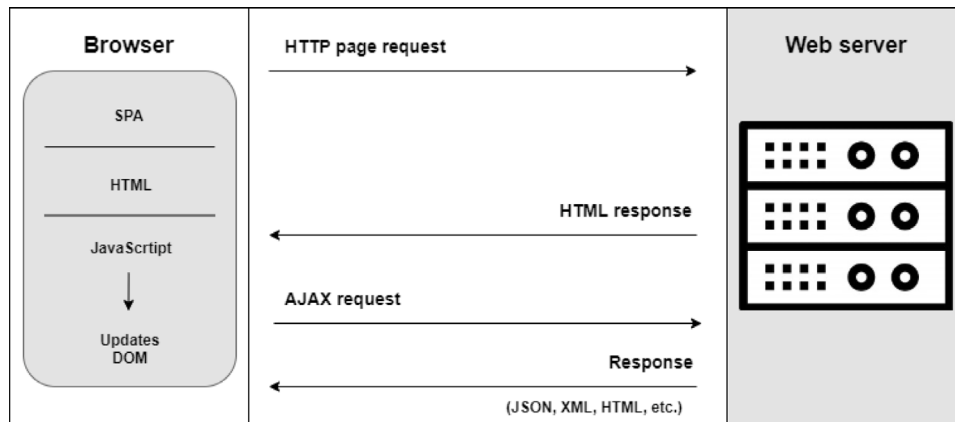 Browser
HTTP page request
Web server
SPA
HTML
HTML response
JavaScrtipt
AJAX request
Updates
DOM
Response
(JSON, XML, HTML, etc.)